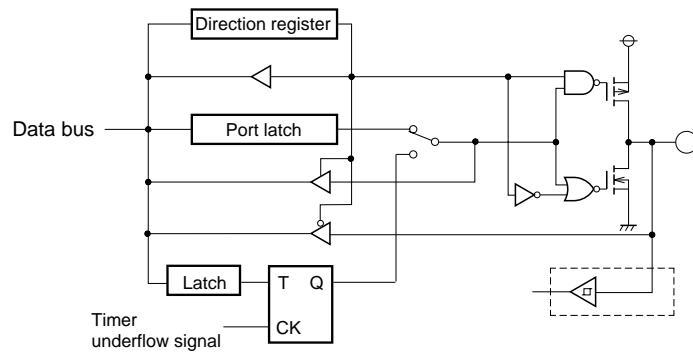 Direction register
Data bus
Port latch
Latch
T Q
CK
Timer
underflow signal